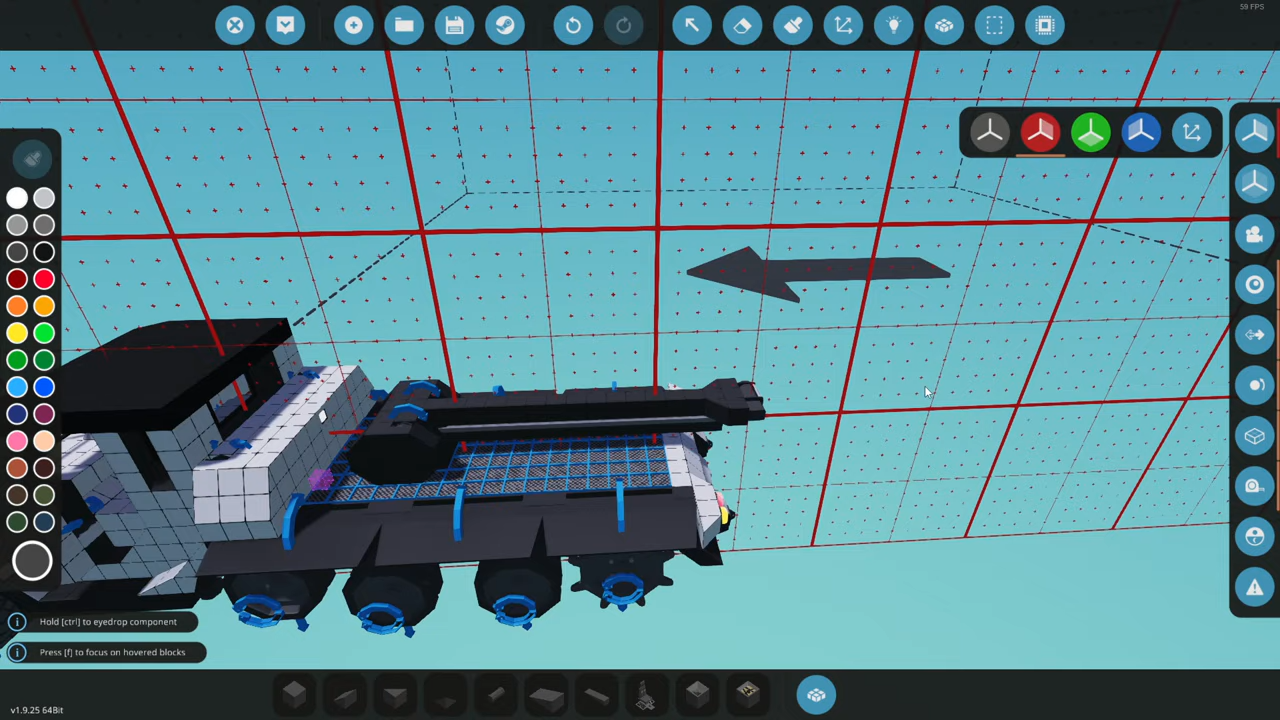 59 FPS
Hold [ctrl] to eyedrop component
Press [f] to focus on hovered blocks
v1.9.25 64Bit